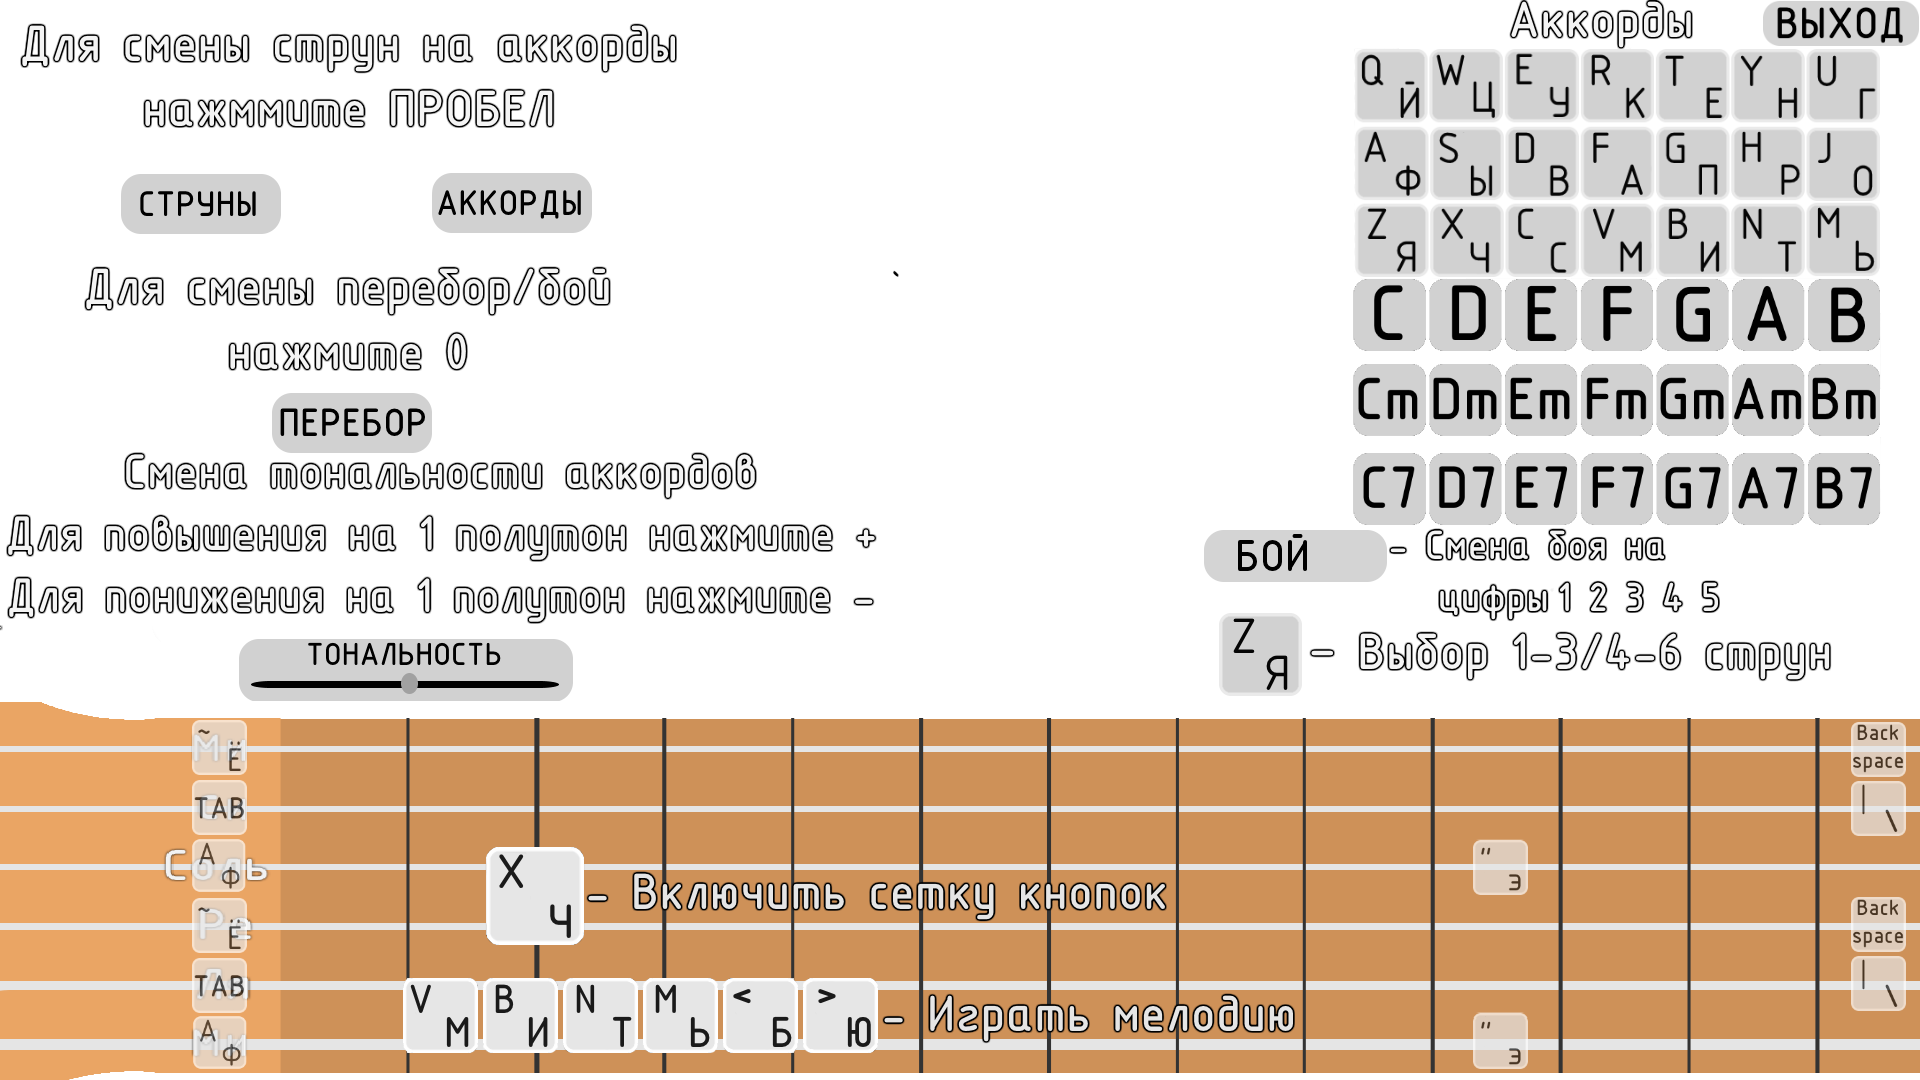 Для смены струн на аккорды
нажммите ПРОБЕЛ
СТРУНЫ
АККОРДЫ
Для смены перебор/бой
нажмите 0
ПЕРЕБОР
Смена тональности аккордов
Для повышения на 1 полутон нажмите +
Для понижения на 1 полутон нажмите -
ТОНАЛЬНОСТЬ
Аккорды
ВЫХОД
Q Й W Ц E У R К T Е Y Н U Г
A Ф S Ы D В F А G П H Р J О
Z Я X Ч C С V М B И N Т M Ь
C D E F G A B
Cm Dm Em Fm Gm Am Bm
C7 D7 E7 F7 G7 A7 B7
БОЙ - Смена боя на
цифры 1 2 3 4 5
Z Я - Выбор 1-3/4-6 струн
~ Ё
Back
space
TAB
| \
Соль
A Ф
" Э
X Ч - Включить сетку кнопок
~ Ё
Back
space
TAB
| \
V М B И N Т M Ь < Б > Ю - Играть мелодию
A Ф
" Э